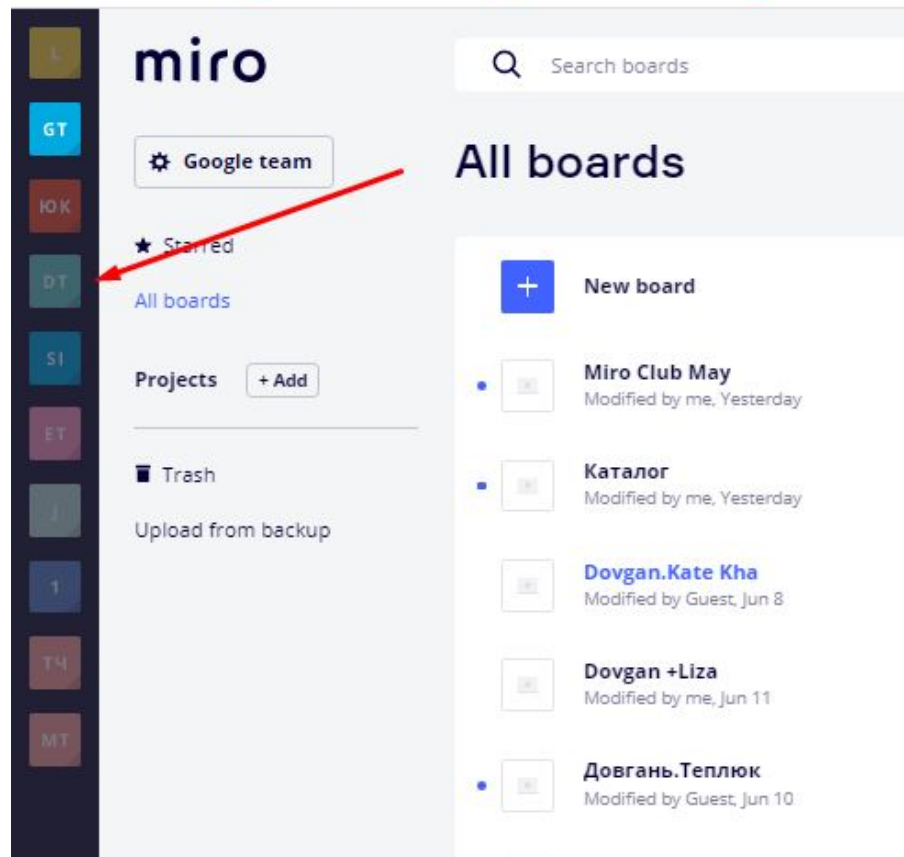 L
GT
ЮК
DT
SI
ET
J
1
ТЧ
МТ
miro
Google team
Starred
All boards
Projects
+ Add
Trash
Upload from backup
Search boards
All boards
New board
Miro Club May
Modified by me, Yesterday
Каталог
Modified by me, Yesterday
Dovgan.Kate Kha
Modified by Guest, Jun 8
Dovgan +Liza
Modified by me, Jun 11
Довгань.Теплюк
Modified by Guest, Jun 10